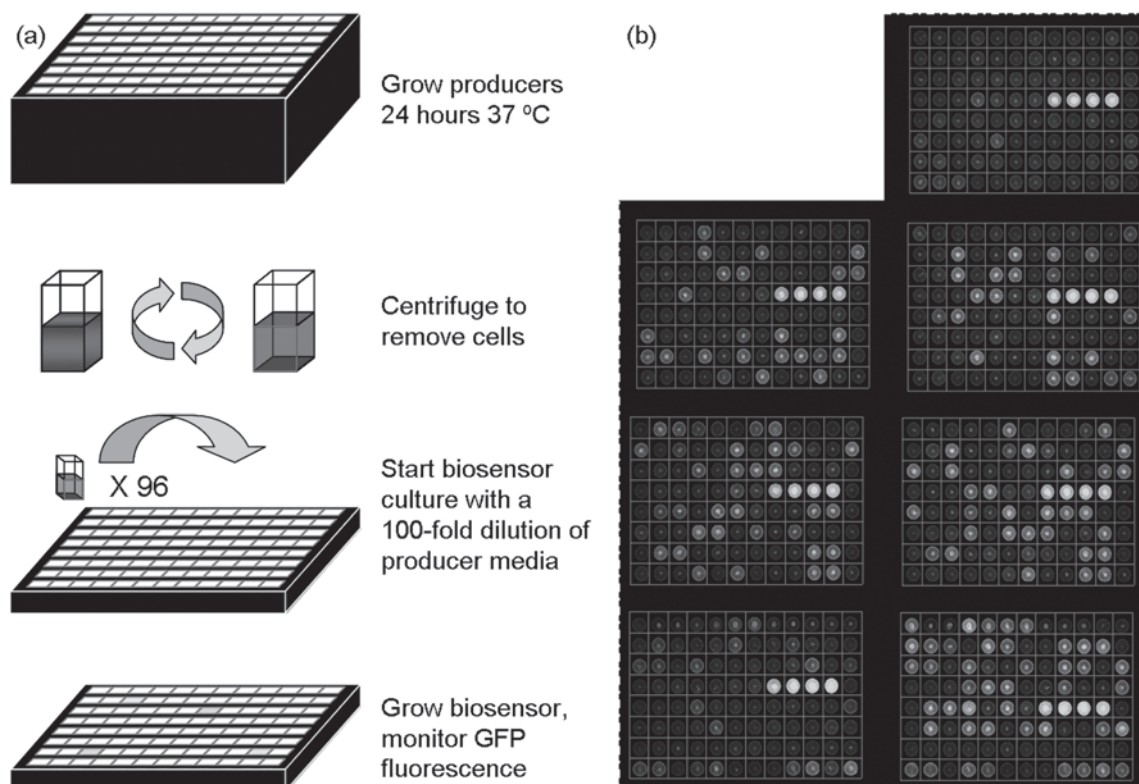 (a)
Grow producers
24 hours 37 ºC
Centrifuge to
remove cells
X 96
Start biosensor
culture with a
100-fold dilution of
producer media
Grow biosensor,
monitor GFP
fluorescence
(b)